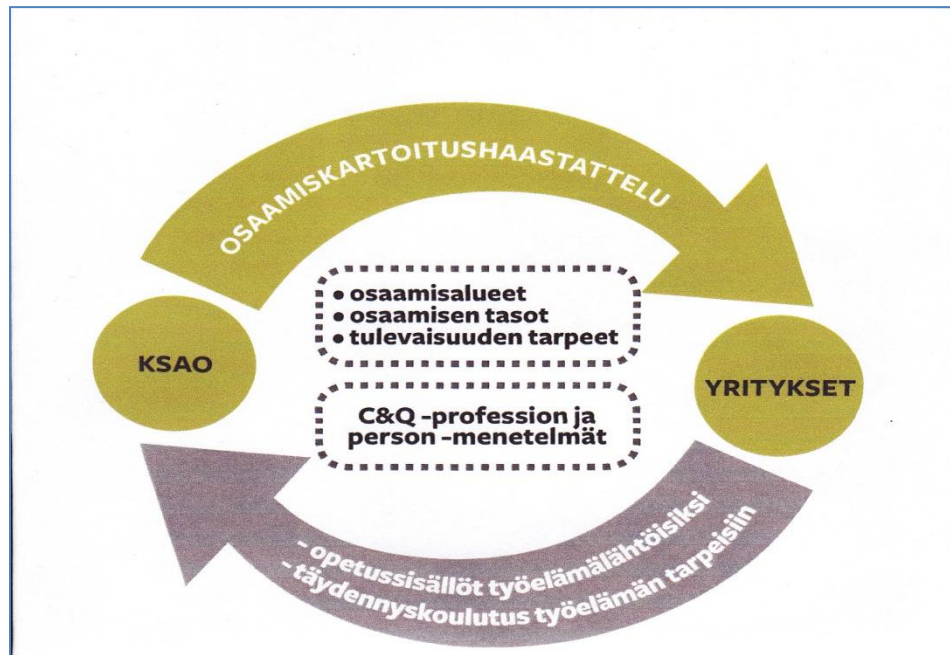 OSAAMISKARTOITUSHAASTATTELU
• osaamisalueet
• osaamisen tasot
• tulevaisuuden tarpeet
KSAO
YRITYKSET
C&Q -profession ja
person -menetelmät
- opetussisällöt työelämälähtöisiksi
- täydennyskoulutus työelämän tarpeisiin